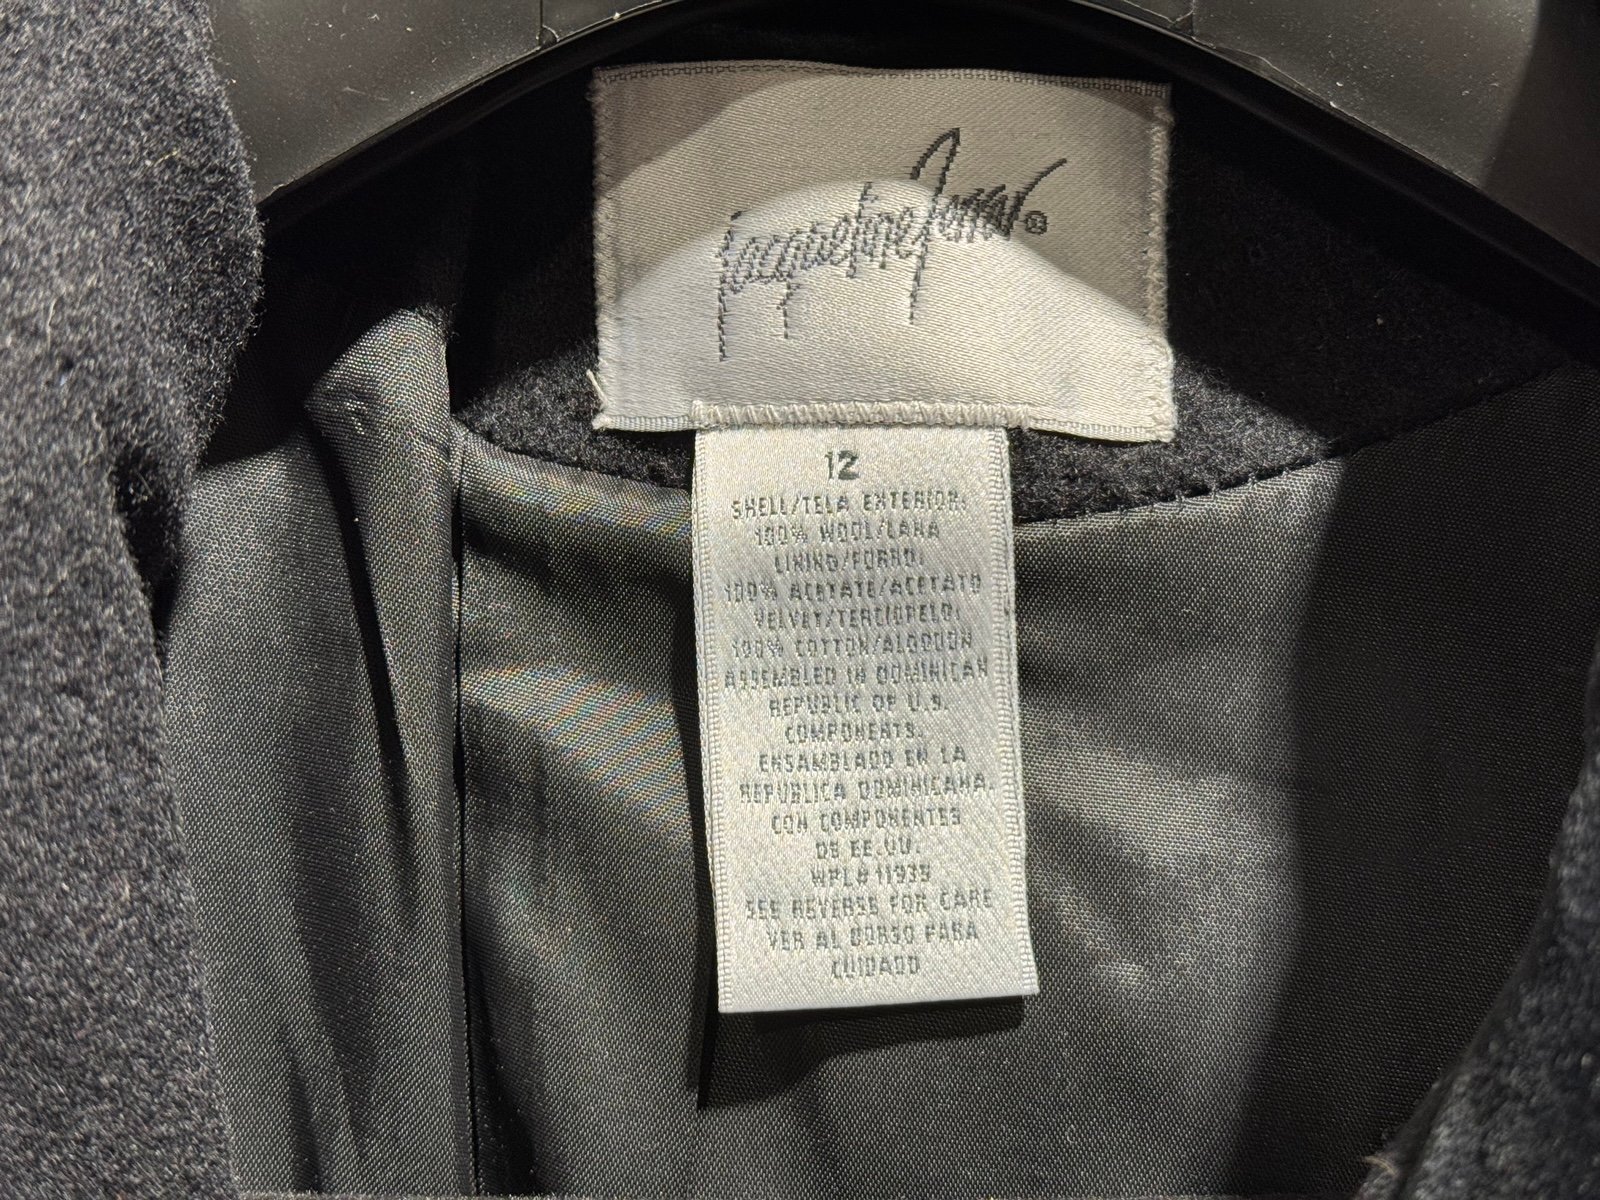 jacqueline ferrar®
12
SHELL/TELA EXTERIOR:
100% WOOL/LANA
LINING/FORRO:
100% ACETATE/ACETATO
VELVET/TERCIOPELO:
100% COTTON/ALGODON
ASSEMBLED IN DOMINICAN
REPUBLIC OF U.S.
COMPONENTS.
ENSAMBLADO EN LA
REPUBLICA DOMINICANA.
CON COMPONENTES
DE EE.UU.
WPL# 11939
SEE REVERSE FOR CARE
VER AL DORSO PARA
CUIDADO